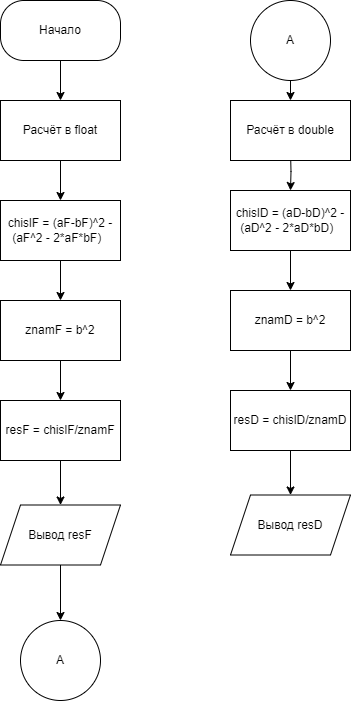 Начало
Расчёт в float
chislF = (aF-bF)^2 -
(aF^2 - 2*aF*bF)
znamF = b^2
resF = chislF/znamF
Вывод resF
A
A
Расчёт в double
chislD = (aD-bD)^2 -
(aD^2 - 2*aD*bD)
znamD = b^2
resD = chislD/znamD
Вывод resD